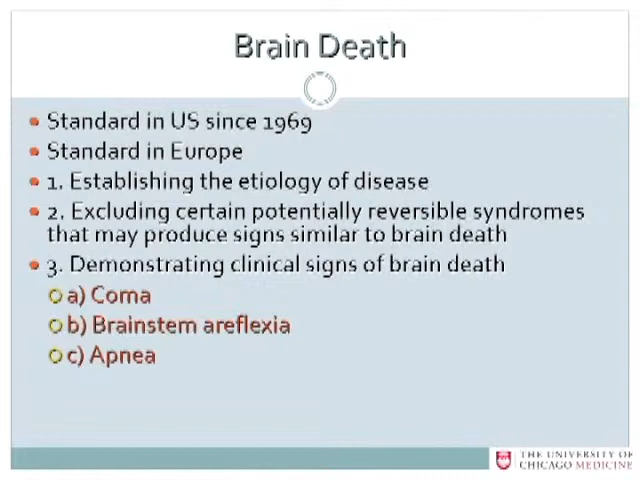 Brain Death
Standard in US since 1969
Standard in Europe
1. Establishing the etiology of disease
2. Excluding certain potentially reversible syndromes
that may produce signs similar to brain death
3. Demonstrating clinical signs of brain death
a) Coma
b) Brainstem areflexia
c) Apnea
THE UNIVERSITY OF
CHICAGO MEDICINE